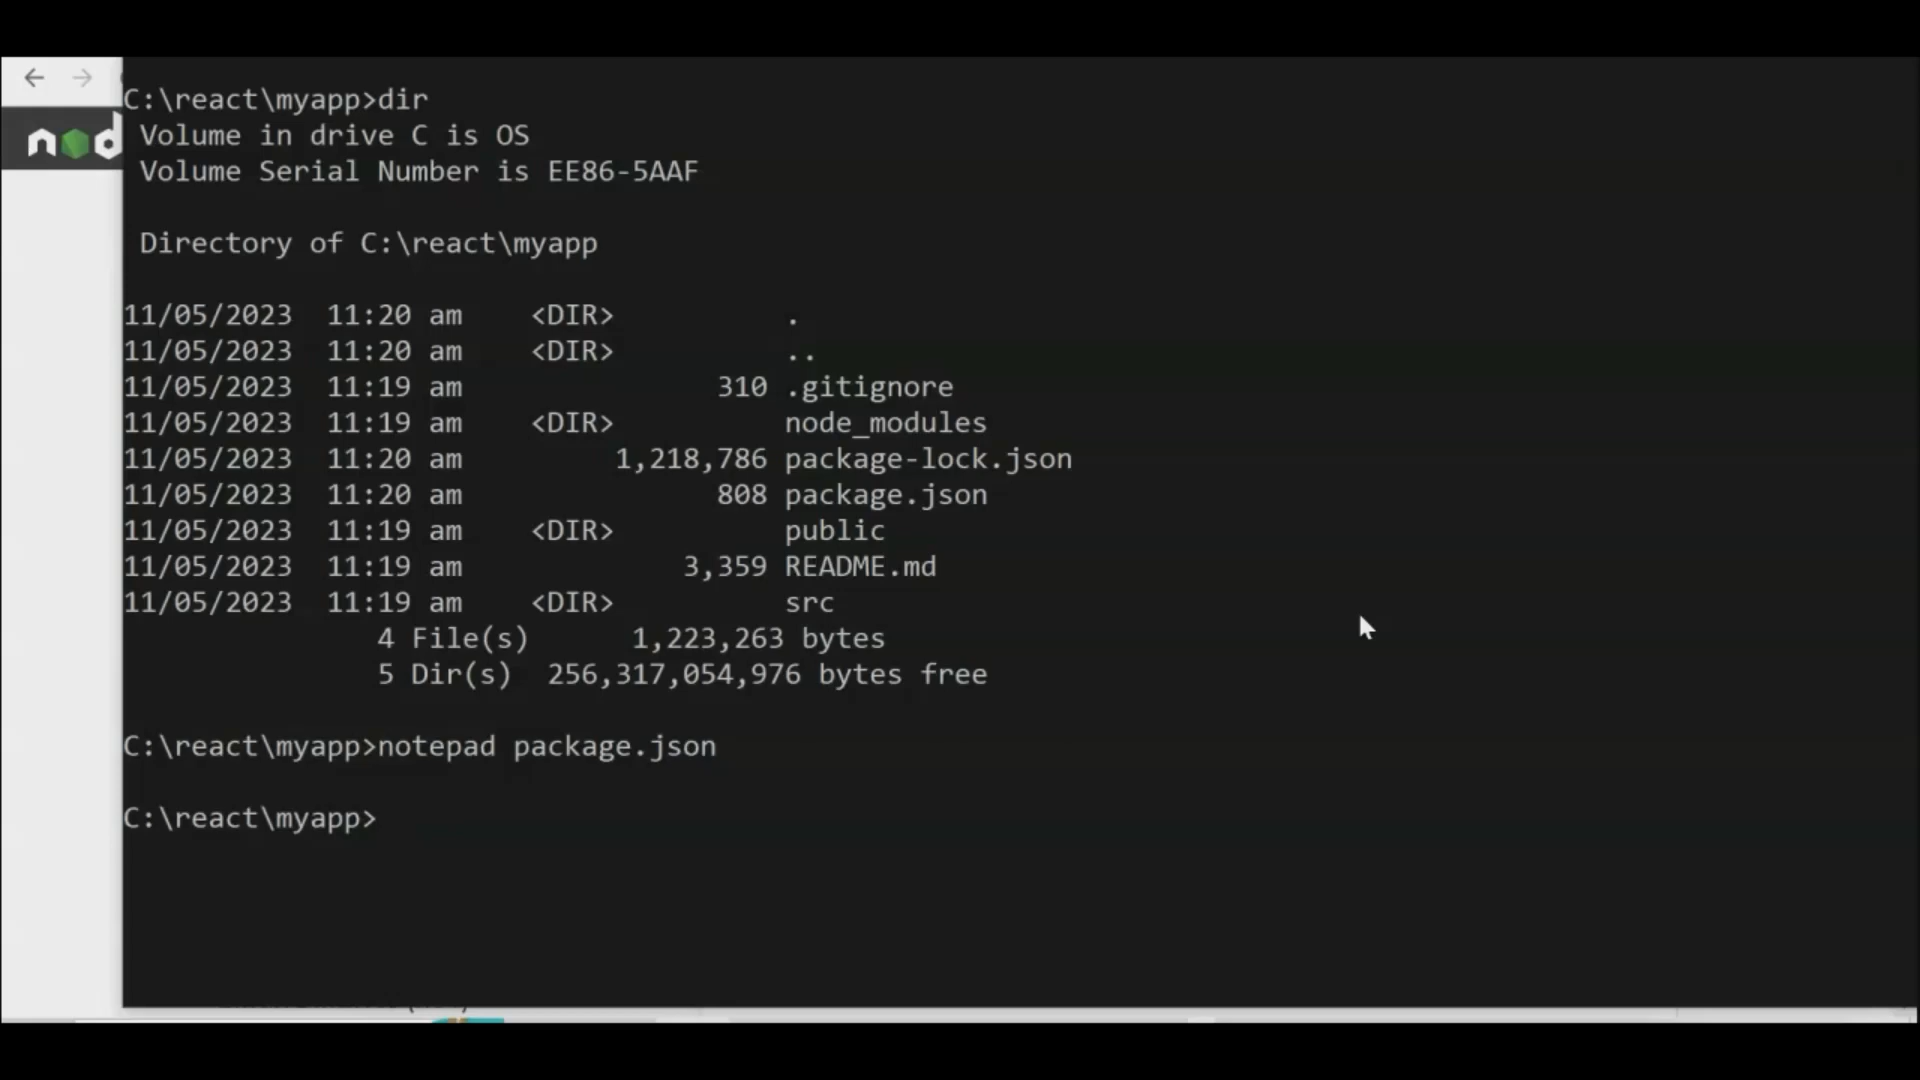 C:\react\myapp>dir
nod
 Volume in drive C is OS
 Volume Serial Number is EE86-5AAF
 Directory of C:\react\myapp
11/05/2023  11:20 am    <DIR>          .
11/05/2023  11:20 am    <DIR>          ..
11/05/2023  11:19 am               310 .gitignore
11/05/2023  11:19 am    <DIR>          node_modules
11/05/2023  11:20 am         1,218,786 package-lock.json
11/05/2023  11:20 am               808 package.json
11/05/2023  11:19 am    <DIR>          public
11/05/2023  11:19 am             3,359 README.md
11/05/2023  11:19 am    <DIR>          src
               4 File(s)      1,223,263 bytes
               5 Dir(s)  256,317,054,976 bytes free
C:\react\myapp>notepad package.json
C:\react\myapp>